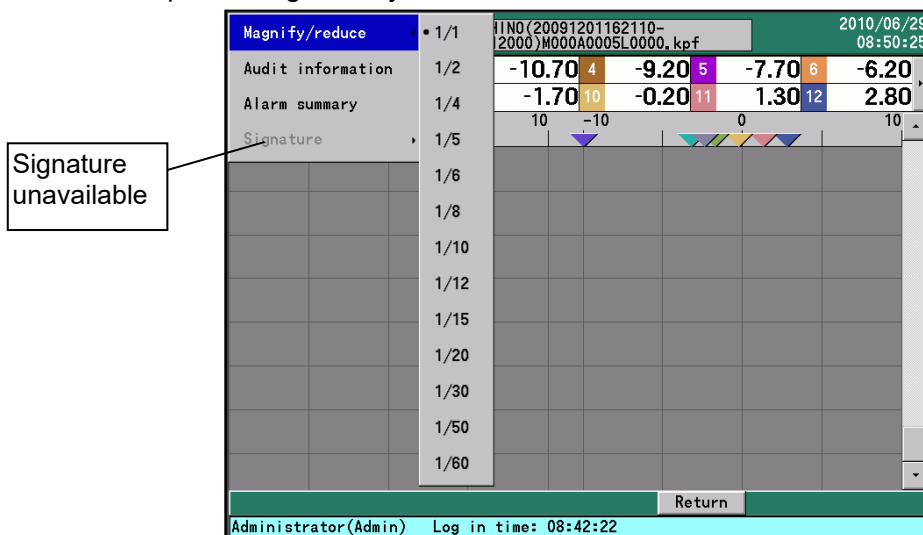 Magnify/reduce
Audit information
Alarm summary
Signature
Signature
unavailable
• 1/1
1/2
1/4
1/5
1/6
1/8
1/10
1/12
1/15
1/20
1/30
1/50
1/60
HINO(20091201162110-
2000)M000A0005L0000.kpf
2010/06/29
08:50:25
-10.70 4 -9.20 5 -7.70 6 -6.20
-1.70 10 -0.20 11 1.30 12 2.80
10 -10 0 10
Return
Administrator(Admin) Log in time: 08:42:22